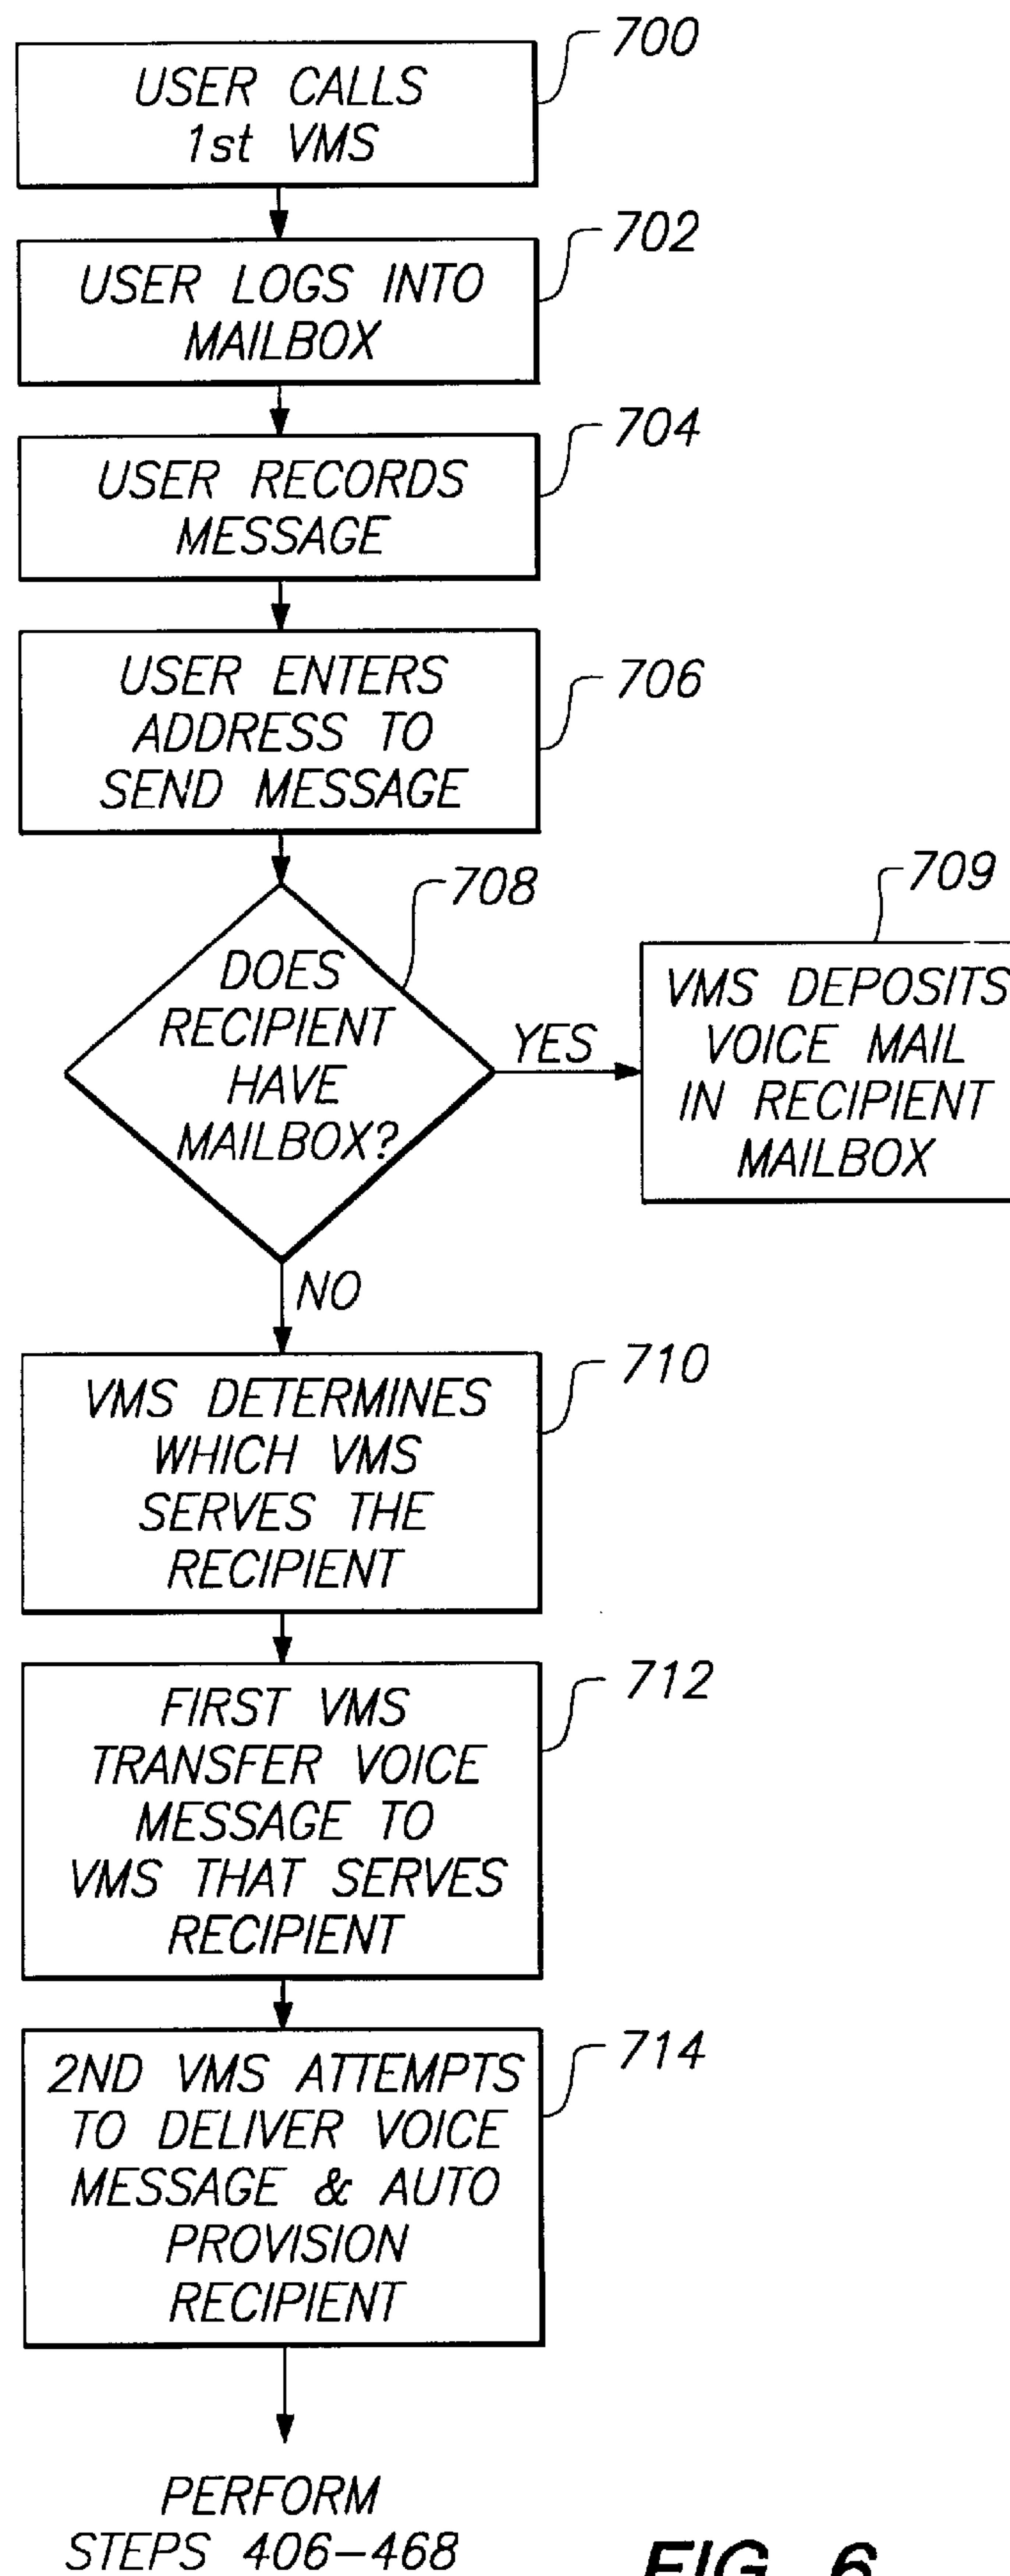 700
USER CALLS
1st VMS
702
USER LOGS INTO
MAILBOX
704
USER RECORDS
MESSAGE
706
USER ENTERS
ADDRESS TO
SEND MESSAGE
708
DOES
RECIPIENT
HAVE
MAILBOX?
YES
709
VMS DEPOSITS
VOICE MAIL
IN RECIPIENT
MAILBOX
NO
710
VMS DETERMINES
WHICH VMS
SERVES THE
RECIPIENT
712
FIRST VMS
TRANSFER VOICE
MESSAGE TO
VMS THAT SERVES
RECIPIENT
714
2ND VMS ATTEMPTS
TO DELIVER VOICE
MESSAGE & AUTO
PROVISION
RECIPIENT
PERFORM
STEPS 406-468
FIG. 6